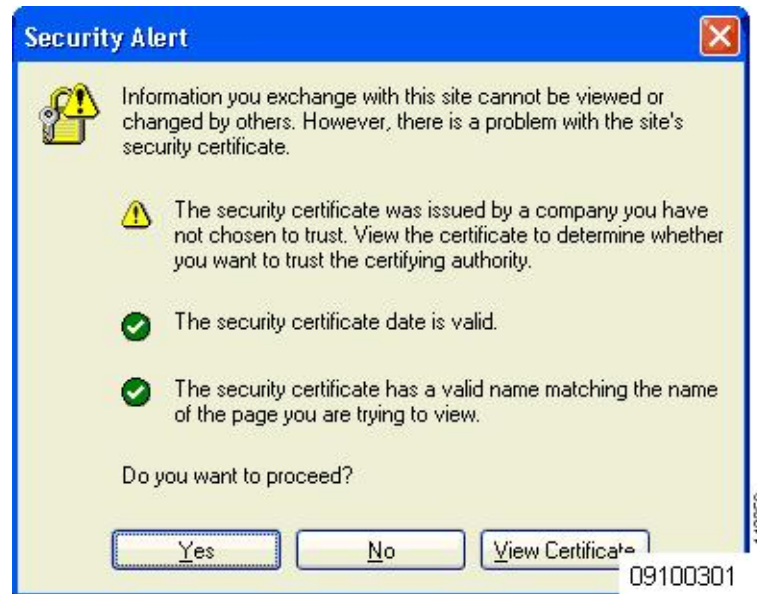 Security Alert
Information you exchange with this site cannot be viewed or
changed by others. However, there is a problem with the site's
security certificate.
The security certificate was issued by a company you have
not chosen to trust. View the certificate to determine whether
you want to trust the certifying authority.
The security certificate date is valid.
The security certificate has a valid name matching the name
of the page you are trying to view.
Do you want to proceed?
Yes No View Certificate
09100301